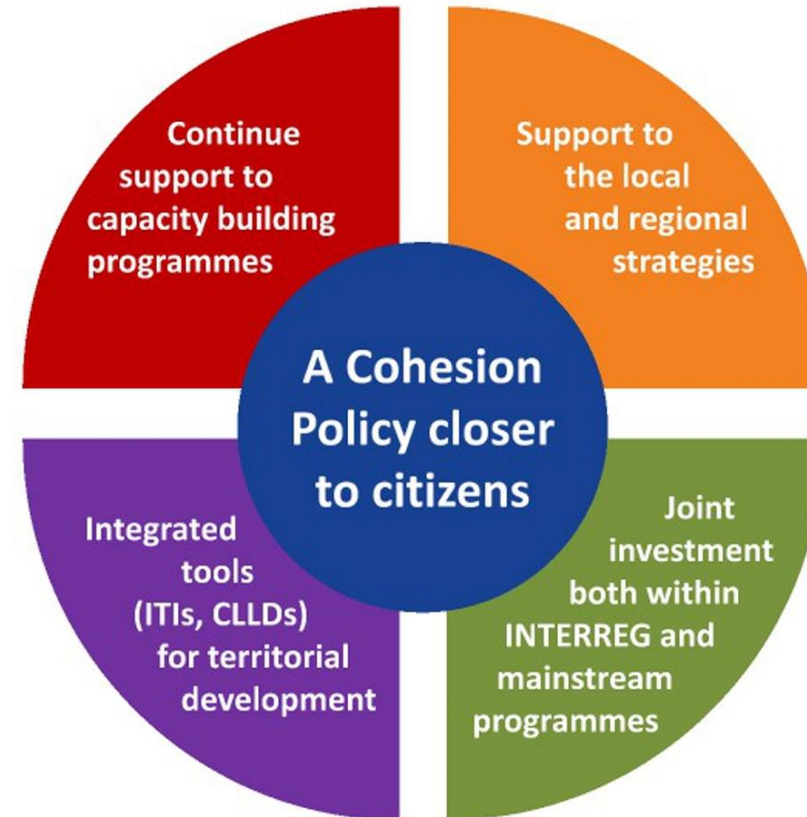 Continue
support to
capacity building
programmes
Support to
the local
and regional
strategies
A Cohesion
Policy closer
to citizens
Integrated
tools
(ITIs, CLLDs)
for territorial
development
Joint
investment
both within
INTERREG and
mainstream
programmes